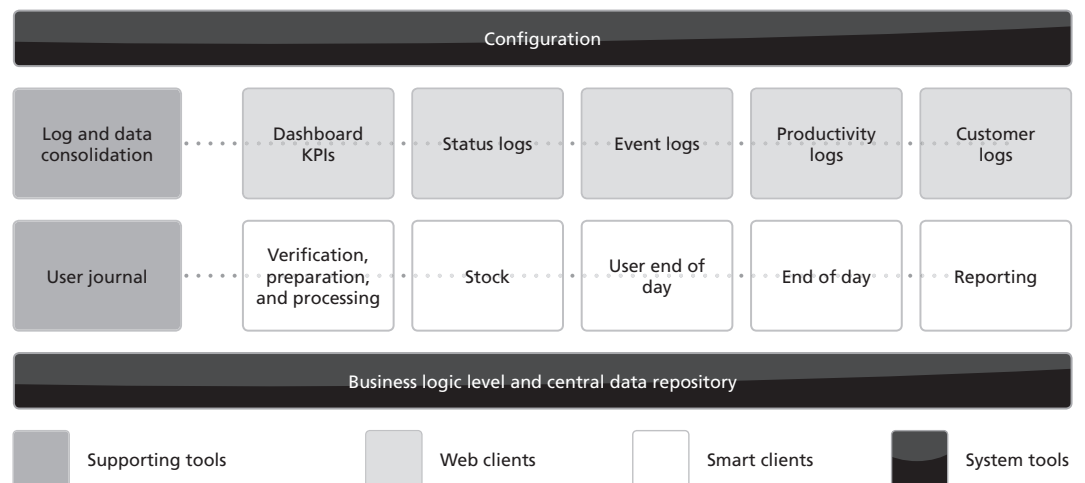 Configuration
Log and data
consolidation
Dashboard
KPIs
Status logs
Event logs
Productivity
logs
Customer
logs
User journal
Verification,
preparation,
and processing
Stock
User end of
day
End of day
Reporting
Business logic level and central data repository
Supporting tools
Web clients
Smart clients
System tools